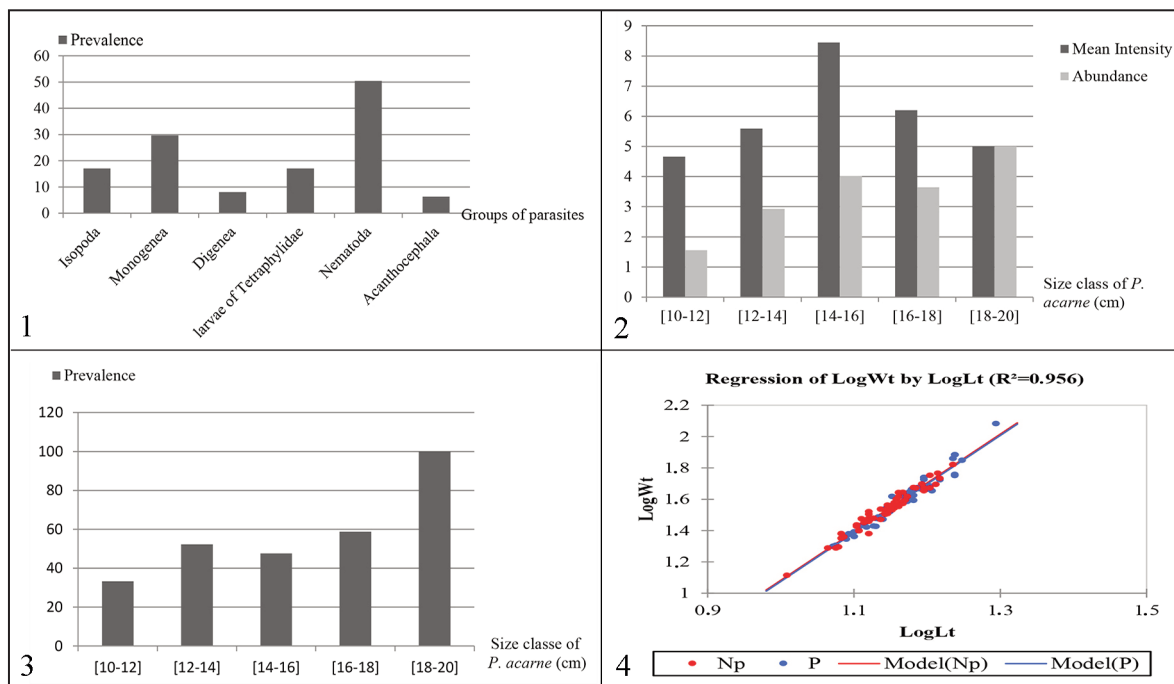 Prevalence
60
50
40
30
20
10
0
Groups of parasites
Isopoda
Monogenea
Digenea
larvae of Tetraphylidae
Nematoda
Acanthocephala
1
9
8
7
6
5
4
3
2
1
0
Mean Intensity
Abundance
Size class of P.
acarne (cm)
[10-12]
[12-14]
[14-16]
[16-18]
[18-20]
2
Prevalence
120
100
80
60
40
20
0
Size classe of
P. acarne (cm)
[10-12]
[12-14]
[14-16]
[16-18]
[18-20]
3
Regression of LogWt by LogLt (R²=0.956)
2.2
2
1.8
1.6
1.4
1.2
1
LogWt
0.9
1.1
1.3
1.5
LogLt
4
Np
P
Model(Np)
Model(P)